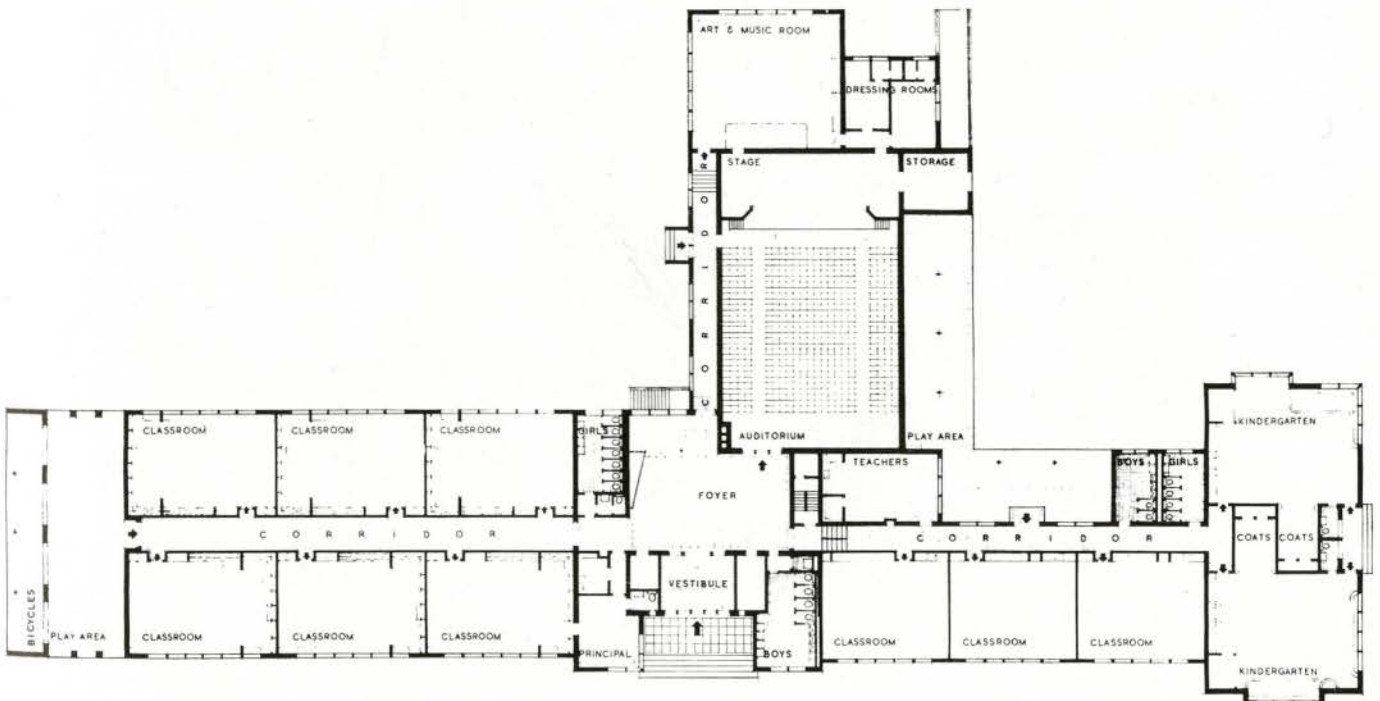 ART & MUSIC ROOM
DRESSING ROOMS
STAGE
STORAGE
CORRIDOR
AUDITORIUM
PLAY AREA
KINDERGARTEN
CLASSROOM
CLASSROOM
CLASSROOM
GIRLS
FOYER
TEACHERS
BOYS
GIRLS
CORRIDOR
CORRIDOR
COATS
COATS
VESTIBULE
BICYCLES
PLAY AREA
CLASSROOM
CLASSROOM
CLASSROOM
PRINCIPAL
BOYS
CLASSROOM
CLASSROOM
CLASSROOM
KINDERGARTEN